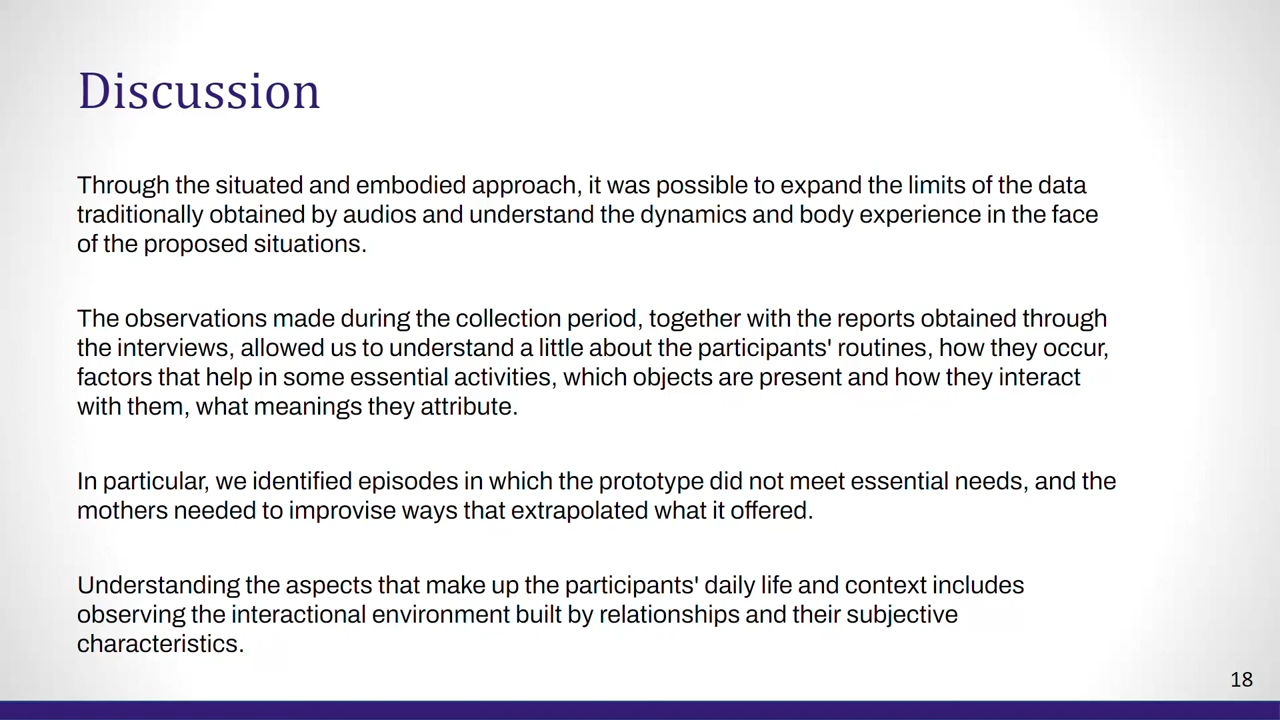 Discussion
Through the situated and embodied approach, it was possible to expand the limits of the data
traditionally obtained by audios and understand the dynamics and body experience in the face
of the proposed situations.
The observations made during the collection period, together with the reports obtained through
the interviews, allowed us to understand a little about the participants' routines, how they occur,
factors that help in some essential activities, which objects are present and how they interact
with them, what meanings they attribute.
In particular, we identified episodes in which the prototype did not meet essential needs, and the
mothers needed to improvise ways that extrapolated what it offered.
Understanding the aspects that make up the participants' daily life and context includes
observing the interactional environment built by relationships and their subjective
characteristics.
18